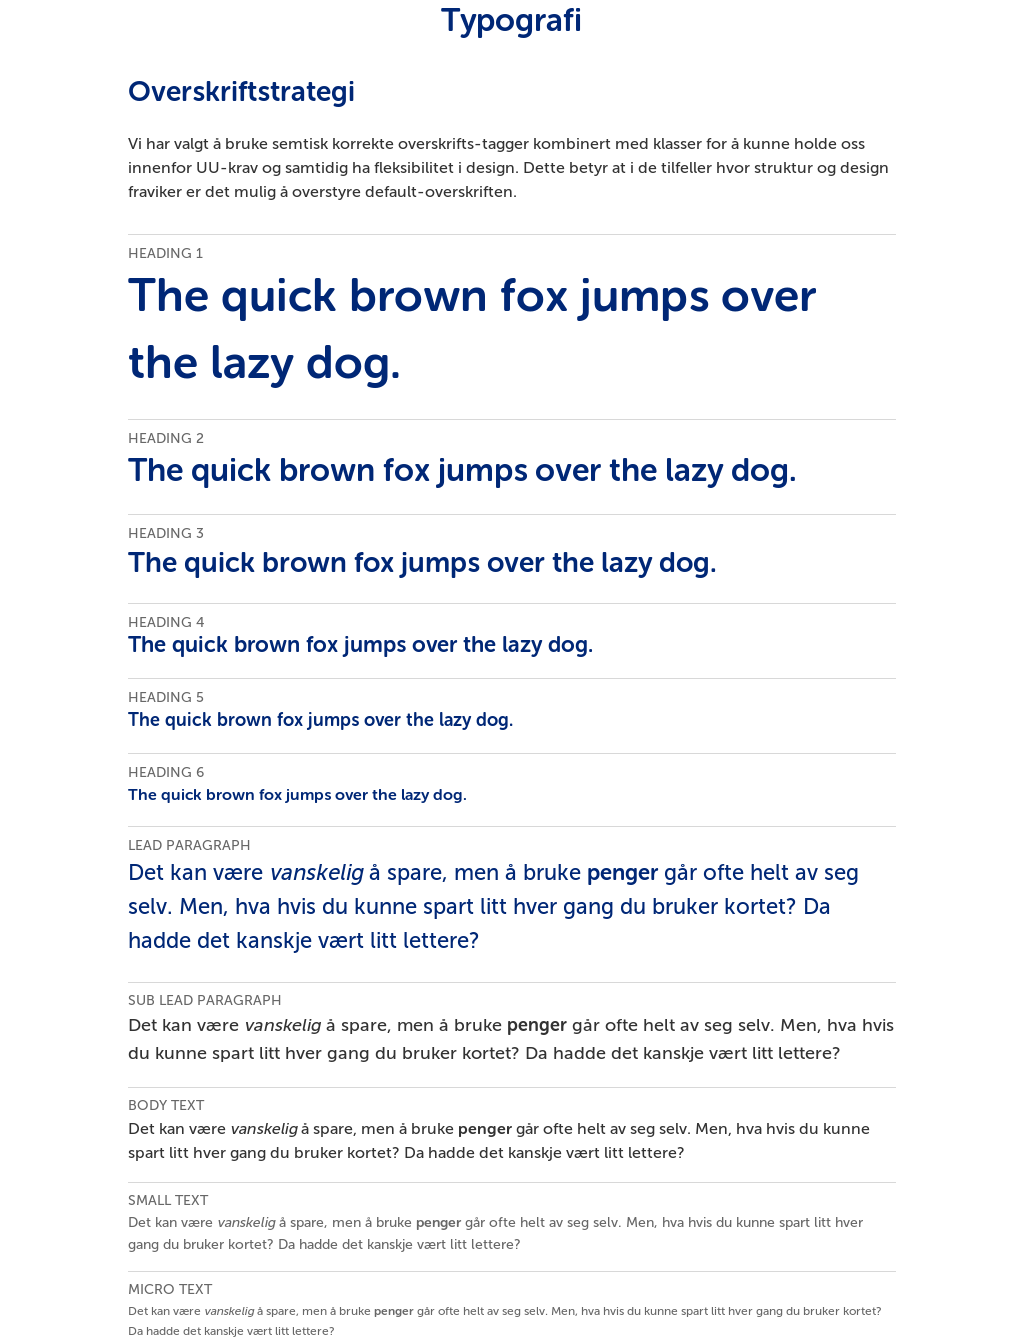 Typografi
Overskriftstrategi
Vi har valgt å bruke semtisk korrekte overskrifts-tagger kombinert med klasser for å kunne holde oss
innenfor UU-krav og samtidig ha fleksibilitet i design. Dette betyr at i de tilfeller hvor struktur og design
fraviker er det mulig å overstyre default-overskriften.
HEADING 1
The quick brown fox jumps over
the lazy dog.
HEADING 2
The quick brown fox jumps over the lazy dog.
HEADING 3
The quick brown fox jumps over the lazy dog.
HEADING 4
The quick brown fox jumps over the lazy dog.
HEADING 5
The quick brown fox jumps over the lazy dog.
HEADING 6
The quick brown fox jumps over the lazy dog.
LEAD PARAGRAPH
Det kan være vanskelig å spare, men å bruke penger går ofte helt av seg
selv. Men, hva hvis du kunne spart litt hver gang du bruker kortet? Da
hadde det kanskje vært litt lettere?
SUB LEAD PARAGRAPH
Det kan være vanskelig å spare, men å bruke penger går ofte helt av seg selv. Men, hva hvis
du kunne spart litt hver gang du bruker kortet? Da hadde det kanskje vært litt lettere?
BODY TEXT
Det kan være vanskelig å spare, men å bruke penger går ofte helt av seg selv. Men, hva hvis du kunne
spart litt hver gang du bruker kortet? Da hadde det kanskje vært litt lettere?
SMALL TEXT
Det kan være vanskelig å spare, men å bruke penger går ofte helt av seg selv. Men, hva hvis du kunne spart litt hver
gang du bruker kortet? Da hadde det kanskje vært litt lettere?
MICRO TEXT
Det kan være vanskelig å spare, men å bruke penger går ofte helt av seg selv. Men, hva hvis du kunne spart litt hver gang du bruker kortet?
Da hadde det kanskje vært litt lettere?